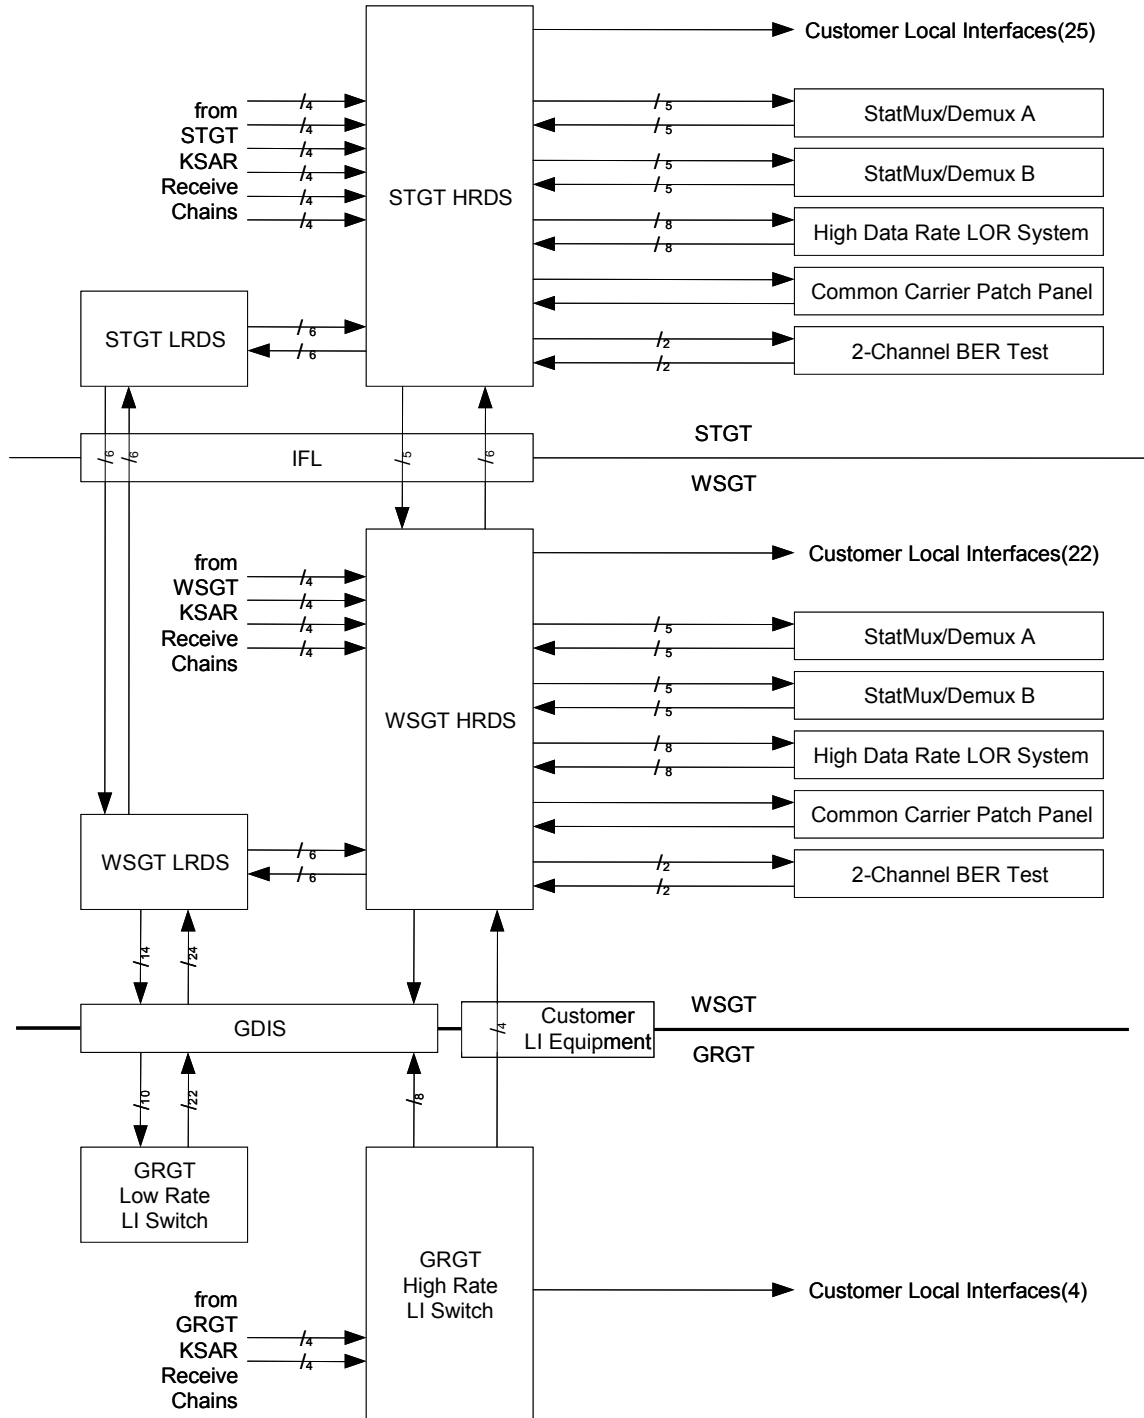 Customer Local Interfaces(25)
from
STGT
KSAR
Receive
Chains
/4
/4
/4
/4
/4
/4
STGT HRDS
/5
/5
StatMux/Demux A
/5
/5
StatMux/Demux B
/8
/8
High Data Rate LOR System
Common Carrier Patch Panel
/2
/2
2-Channel BER Test
STGT LRDS
/6
/6
/6
/6
IFL
/5
/6
STGT
WSGT
Customer Local Interfaces(22)
from
WSGT
KSAR
Receive
Chains
/4
/4
/4
/4
WSGT HRDS
/5
/5
StatMux/Demux A
/5
/5
StatMux/Demux B
/8
/8
High Data Rate LOR System
Common Carrier Patch Panel
/2
/2
2-Channel BER Test
WSGT LRDS
/6
/6
/14
/24
GDIS
Customer
LI Equipment
/4
WSGT
GRGT
/10
/22
/8
GRGT
Low Rate
LI Switch
GRGT
High Rate
LI Switch
Customer Local Interfaces(4)
from
GRGT
KSAR
Receive
Chains
/4
/4